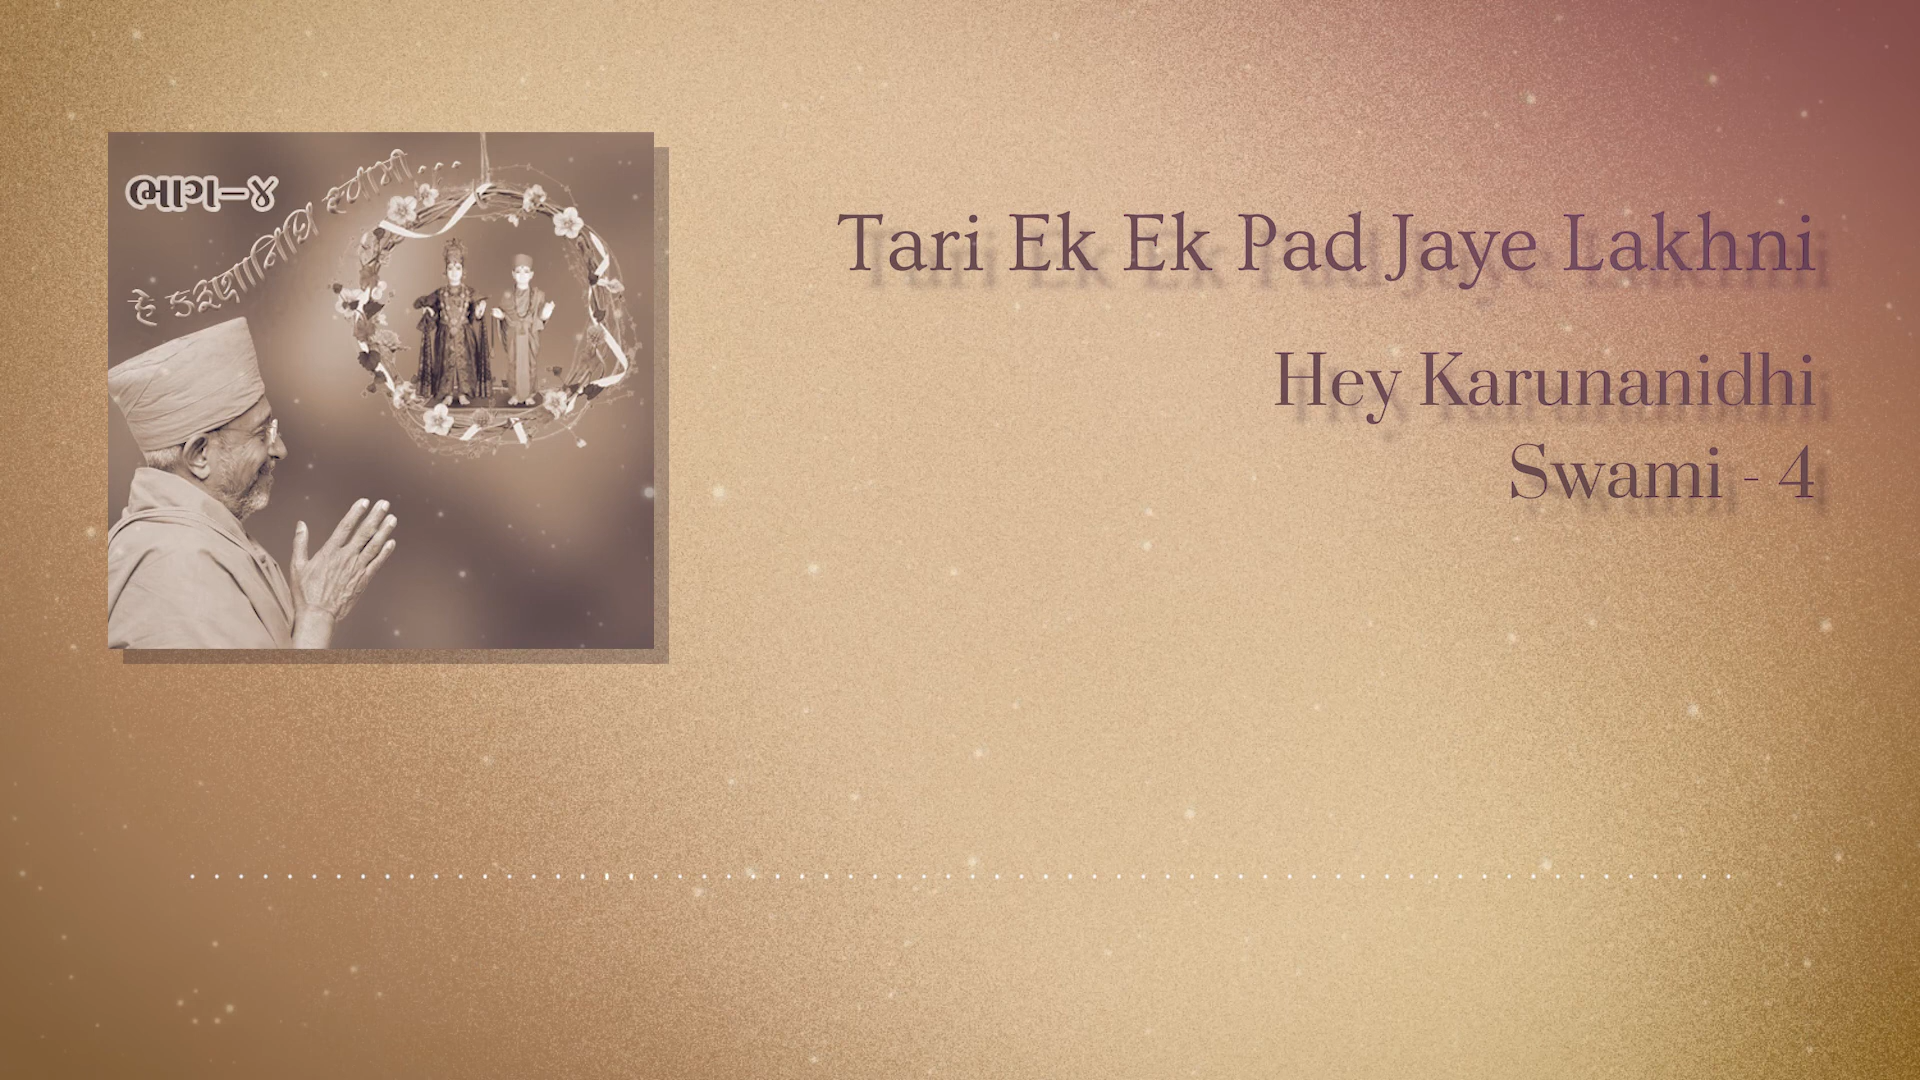 ભાગ–૪
હે કરુણાનિધિ સ્વામી...
Tari Ek Ek Pad Jaye Lakhni
Hey Karunanidhi
Swami - 4